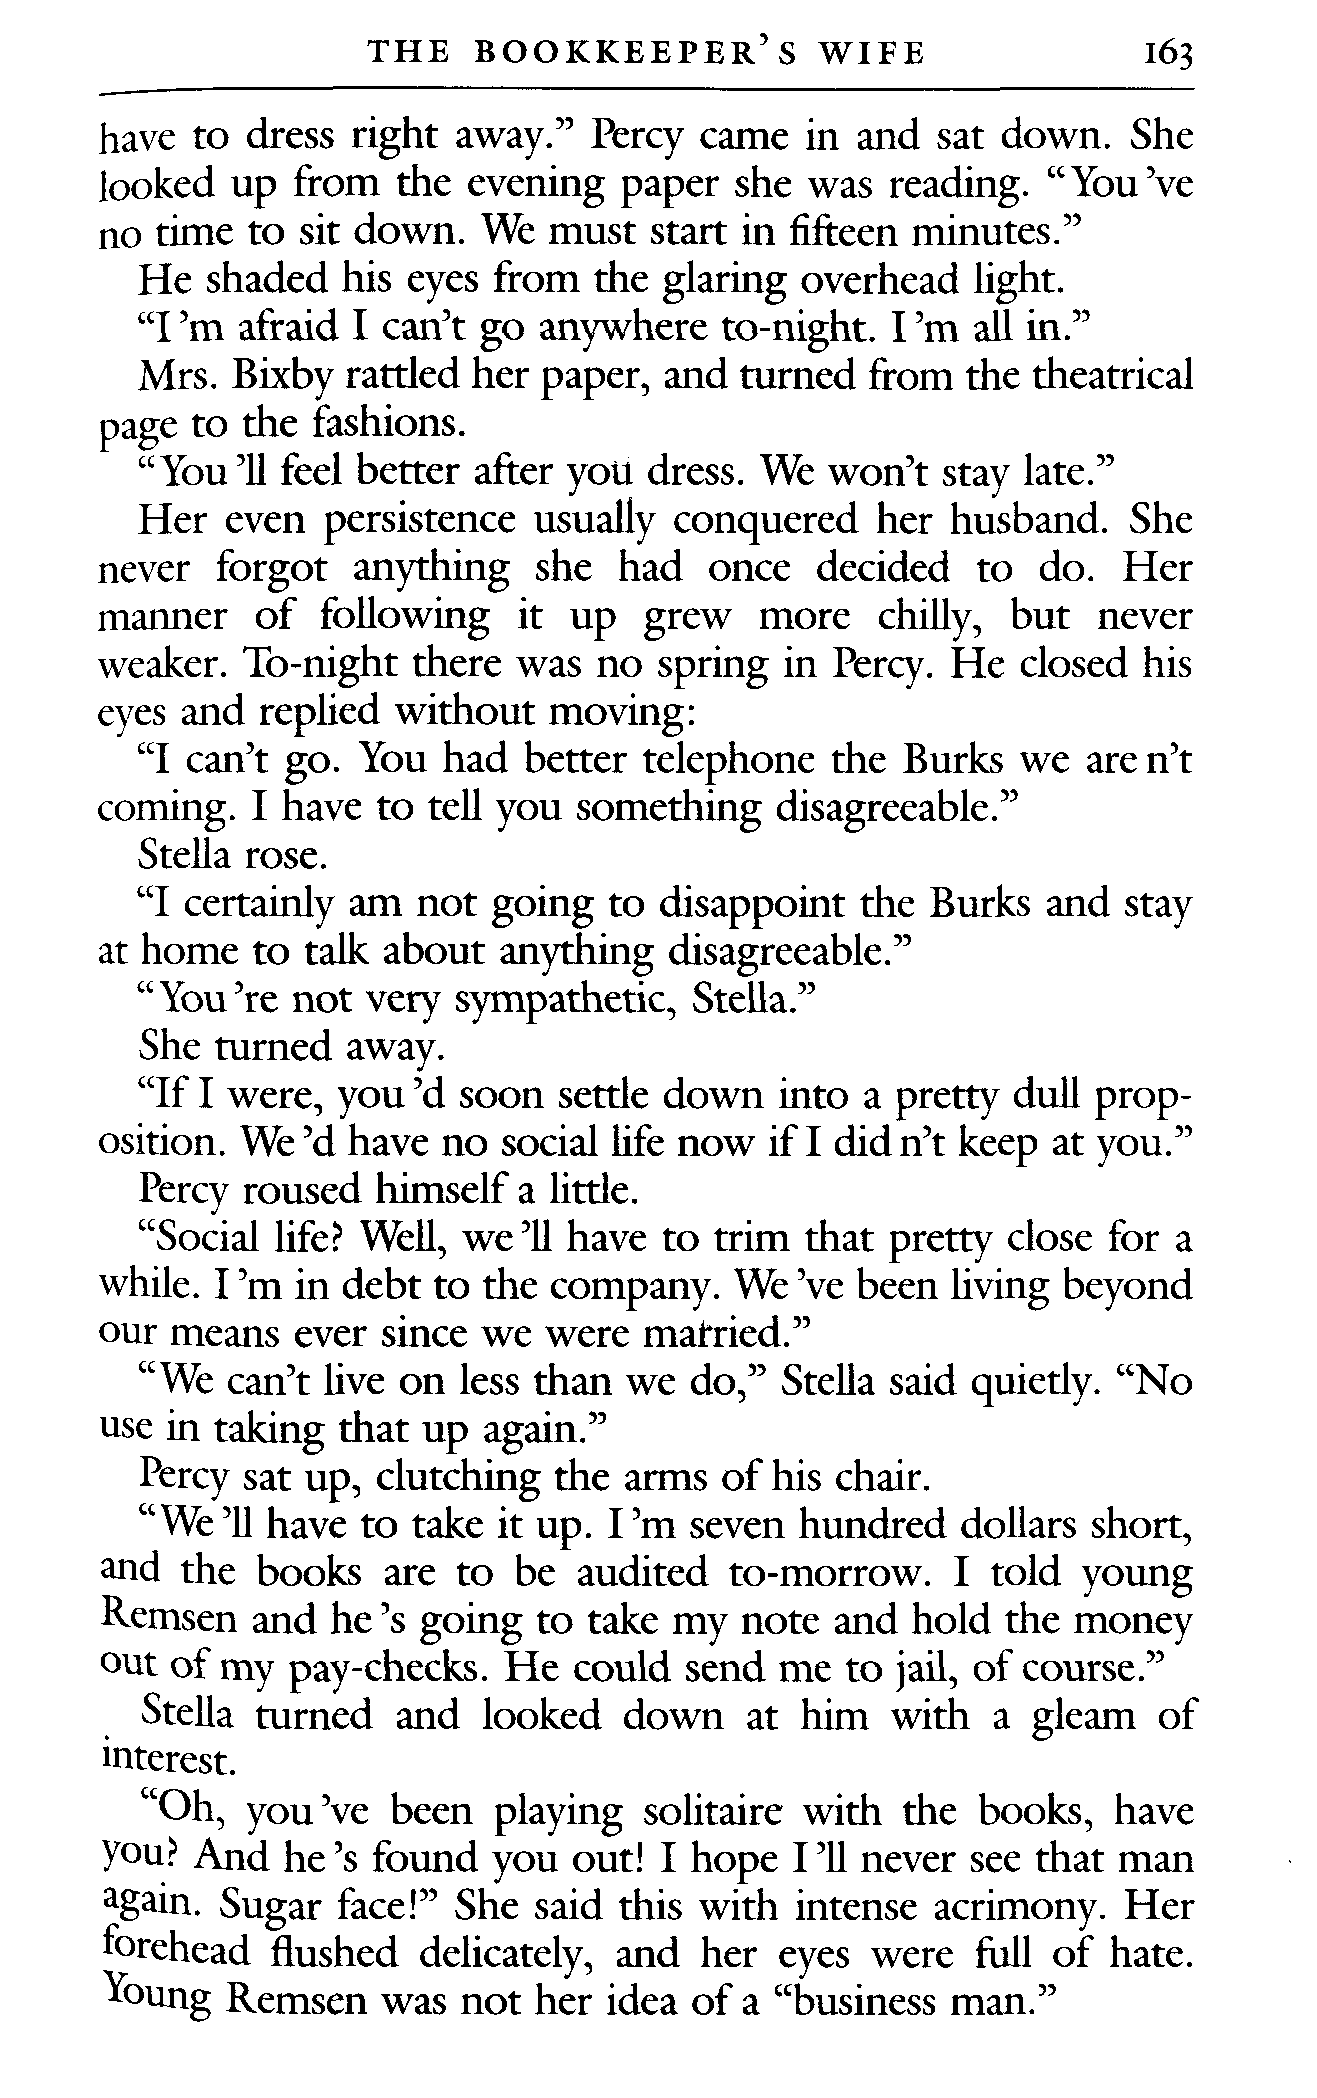 THE BOOKKEEPER’S WIFE 163
have to dress right away.” Percy came in and sat down. She
looked up from the evening paper she was reading. “You ’ve
no time to sit down. We must start in fifteen minutes.”
He shaded his eyes from the glaring overhead light.
“I ’m afraid I can’t go anywhere to-night. I ’m all in.”
Mrs. Bixby rattled her paper, and turned from the theatrical
page to the fashions.
“You ’ll feel better after you dress. We won’t stay late.”
Her even persistence usually conquered her husband. She
never forgot anything she had once decided to do. Her
manner of following it up grew more chilly, but never
weaker. To-night there was no spring in Percy. He closed his
eyes and replied without moving:
“I can’t go. You had better telephone the Burks we are n’t
coming. I have to tell you something disagreeable.”
Stella rose.
“I certainly am not going to disappoint the Burks and stay
at home to talk about anything disagreeable.”
“You ’re not very sympathetic, Stella.”
She turned away.
“If I were, you ’d soon settle down into a pretty dull prop-
osition. We ’d have no social life now if I did n’t keep at you.”
Percy roused himself a little.
“Social life? Well, we ’ll have to trim that pretty close for a
while. I ’m in debt to the company. We ’ve been living beyond
our means ever since we were married.”
“We can’t live on less than we do,” Stella said quietly. “No
use in taking that up again.”
Percy sat up, clutching the arms of his chair.
“We ’ll have to take it up. I ’m seven hundred dollars short,
and the books are to be audited to-morrow. I told young
Remsen and he ’s going to take my note and hold the money
out of my pay-checks. He could send me to jail, of course.”
Stella turned and looked down at him with a gleam of
interest.
“Oh, you ’ve been playing solitaire with the books, have
you? And he ’s found you out! I hope I ’ll never see that man
again. Sugar face!” She said this with intense acrimony. Her
forehead flushed delicately, and her eyes were full of hate.
Young Remsen was not her idea of a “business man.”